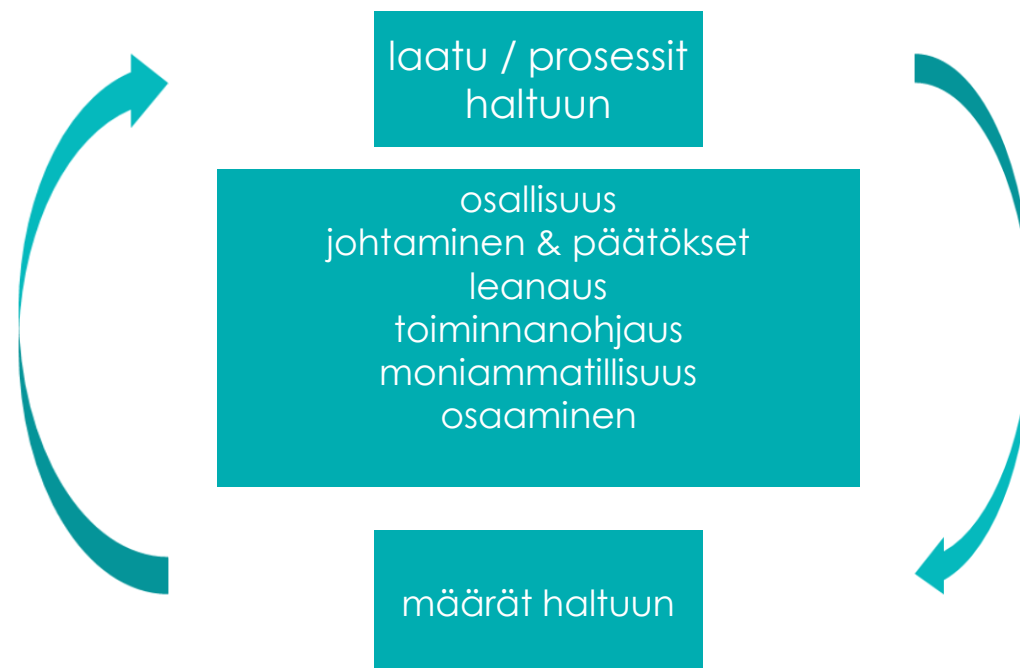 laatu / prosessit
haltuun
osallisuus
johtaminen & päätökset
leanaus
toiminnanohjaus
moniammatillisuus
osaaminen
määrät haltuun